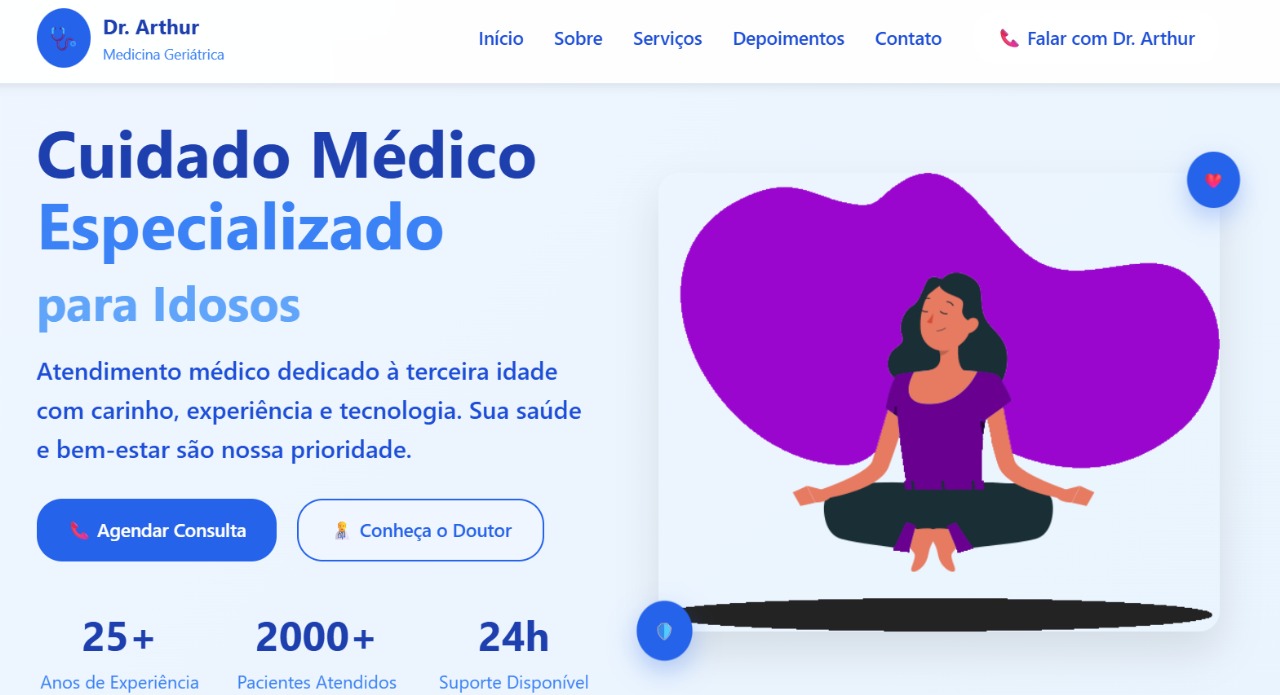 Dr. Arthur
Medicina Geriátrica
Início
Sobre
Serviços
Depoimentos
Contato
Falar com Dr. Arthur
Cuidado Médico
Especializado
para Idosos
Atendimento médico dedicado à terceira idade
com carinho, experiência e tecnologia. Sua saúde
e bem-estar são nossa prioridade.
Agendar Consulta
Conheça o Doutor
25+
Anos de Experiência
2000+
Pacientes Atendidos
24h
Suporte Disponível